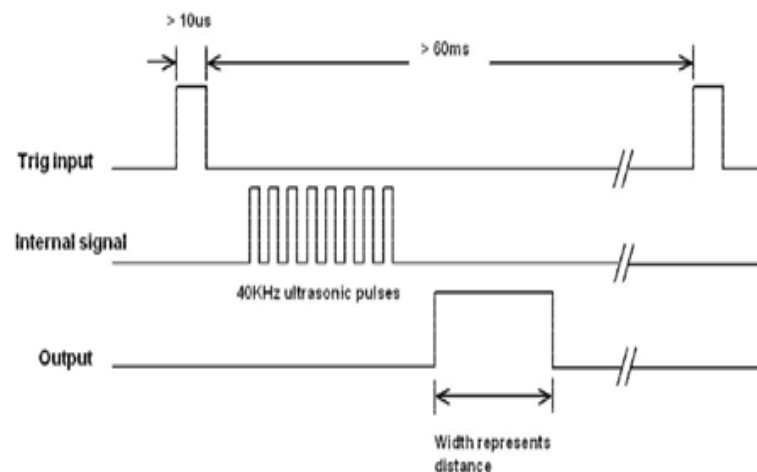 > 10us
> 60ms
Trig input
Internal signal
40KHz ultrasonic pulses
Output
Width represents
distance